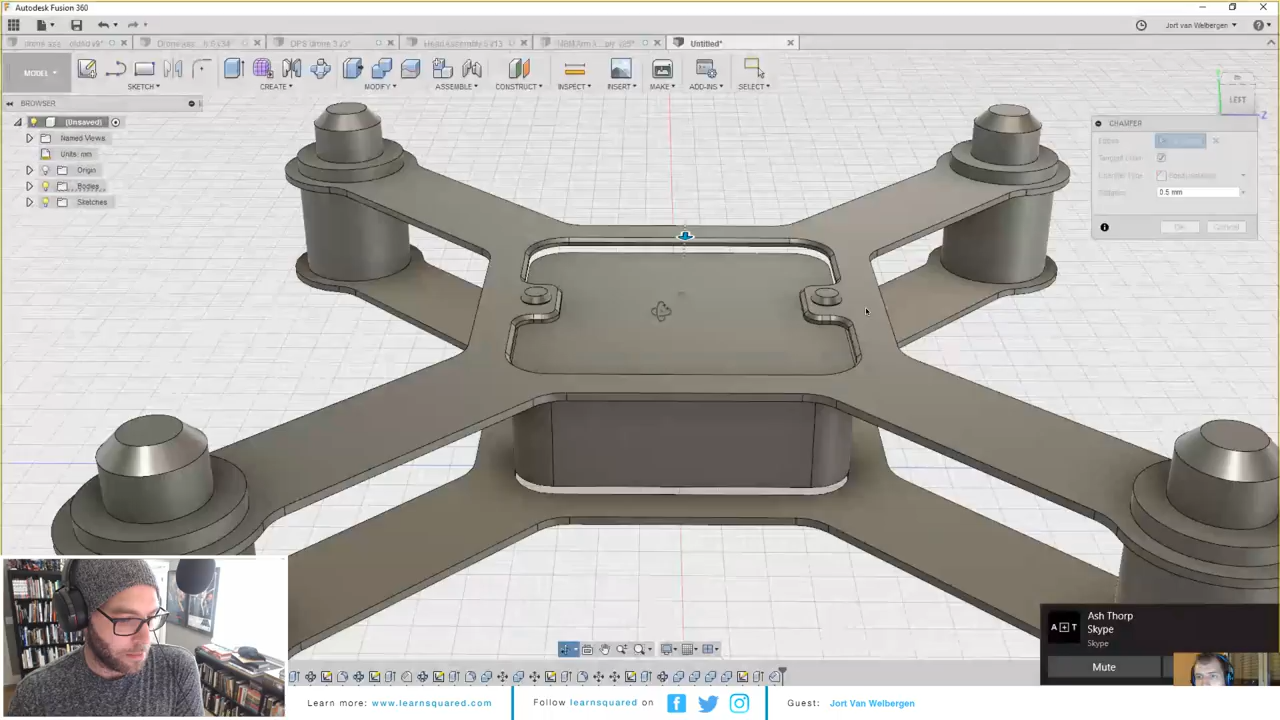 Autodesk Fusion 360
Jort van Welbergen
Untitled*
MODEL
SKETCH
CREATE
MODIFY
ASSEMBLE
CONSTRUCT
INSPECT
INSERT
MAKE
ADD-INS
SELECT
BROWSER
(Unsaved)
Named Views
Units: mm
Origin
Bodies
Sketches
LEFT
Z
CHAMFER
0.5 mm
Ash Thorp
Skype
Skype
A T
Mute
Learn more: www.learnsquared.com
Follow learnsquared on
Guest: Jort Van Welbergen